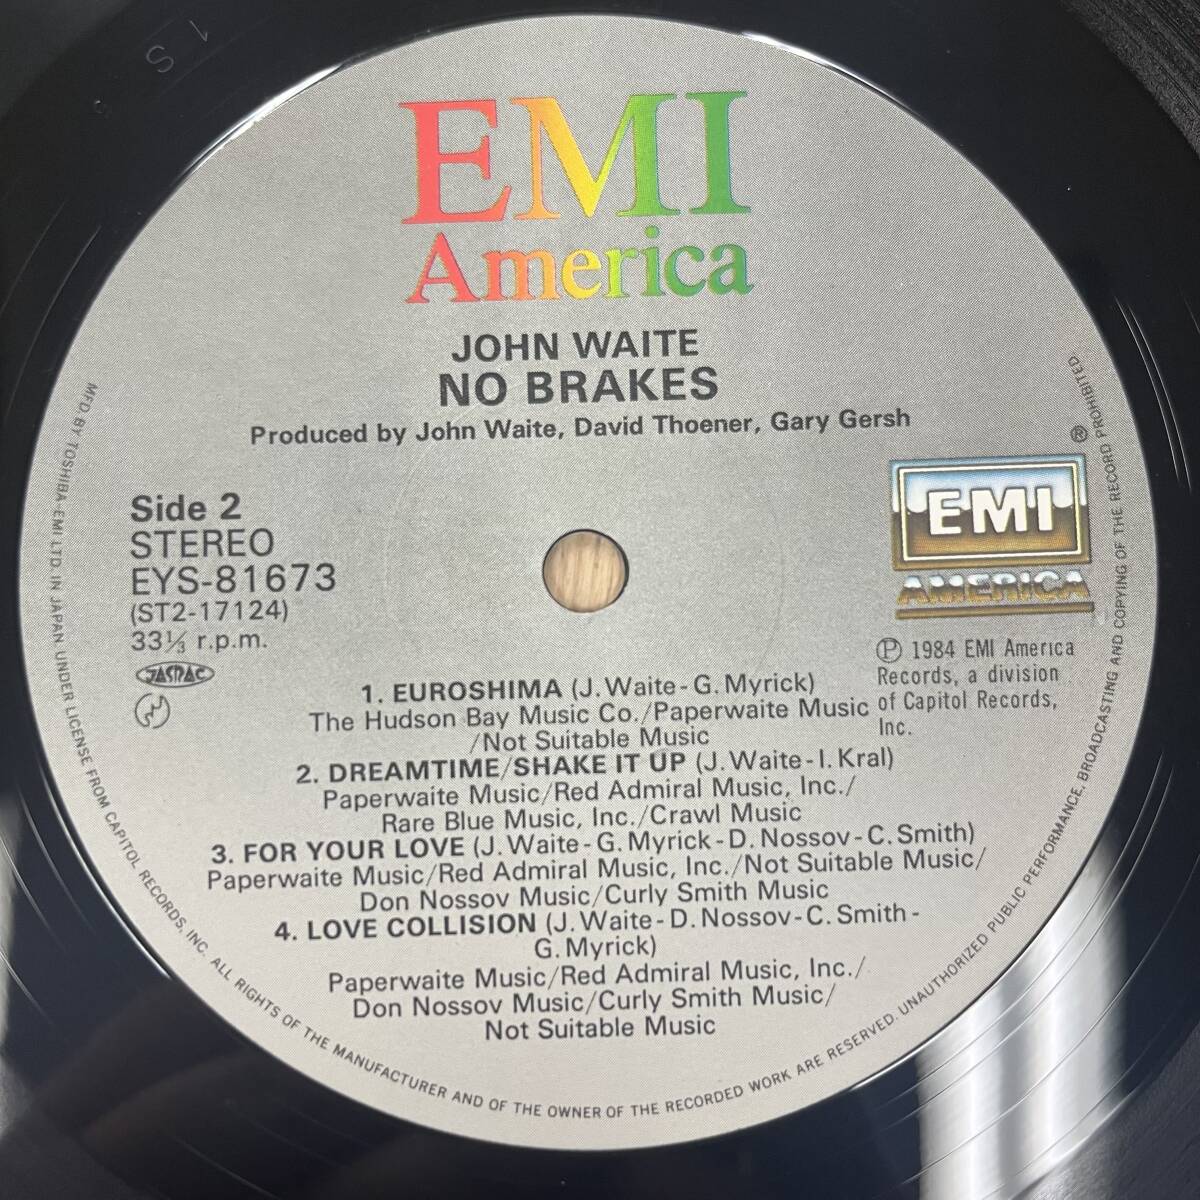 1 S
EMI
America
JOHN WAITE
NO BRAKES
Produced by John Waite, David Thoener, Gary Gersh
Side 2
STEREO
EYS-81673
(ST2-17124)
33⅓ r.p.m.
JASRAC
EMI
AMERICA
®
Ⓟ 1984 EMI America
Records, a division
of Capitol Records,
Inc.
1. EUROSHIMA (J. Waite - G. Myrick)
The Hudson Bay Music Co./Paperwaite Music
/Not Suitable Music
2. DREAMTIME/SHAKE IT UP (J. Waite - I. Kral)
Paperwaite Music/Red Admiral Music, Inc./
Rare Blue Music, Inc./Crawl Music
3. FOR YOUR LOVE (J. Waite - G. Myrick - D. Nossov - C. Smith)
Paperwaite Music/Red Admiral Music, Inc./Not Suitable Music/
Don Nossov Music/Curly Smith Music
4. LOVE COLLISION (J. Waite - D. Nossov - C. Smith -
G. Myrick)
Paperwaite Music/Red Admiral Music, Inc./
Don Nossov Music/Curly Smith Music/
Not Suitable Music
MFD. BY TOSHIBA-EMI LTD. IN JAPAN. UNDER LICENSE FROM CAPITOL RECORDS, INC. ALL RIGHTS OF THE MANUFACTURER AND OF THE OWNER OF THE RECORDED WORK ARE RESERVED. UNAUTHORIZED PUBLIC PERFORMANCE, BROADCASTING AND COPYING OF THE RECORD PROHIBITED